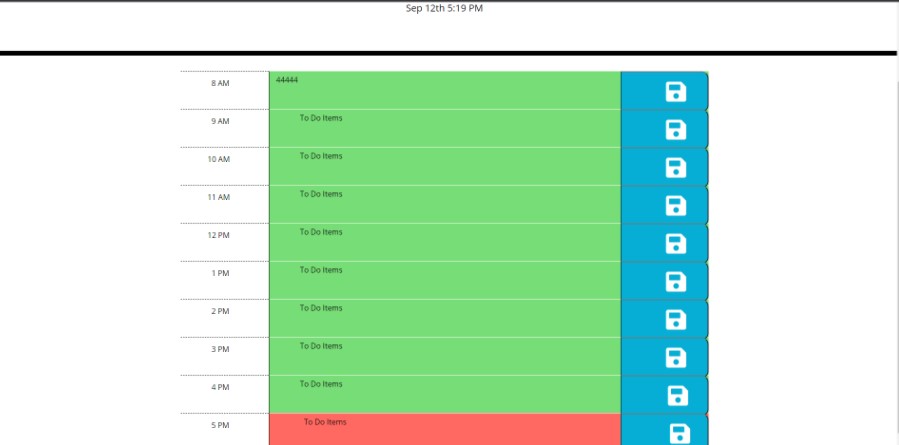 Sep 12th 5:19 PM
8 AM 44444
9 AM To Do Items
10 AM To Do Items
11 AM To Do Items
12 PM To Do Items
1 PM To Do Items
2 PM To Do Items
3 PM To Do Items
4 PM To Do Items
5 PM To Do Items